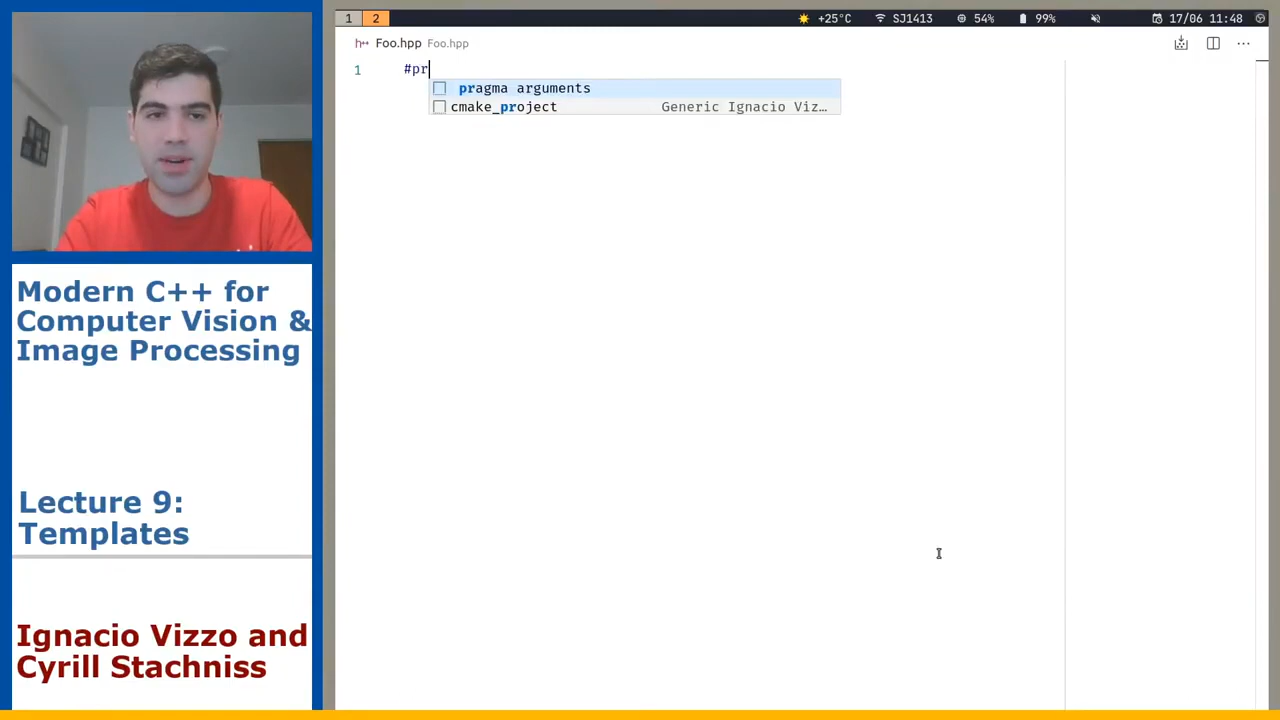 1 2 +25°C SJ1413 54% 99% 17/06 11:48
Foo.hpp Foo.hpp
1 #pr
pragma arguments
cmake_project Generic Ignacio Viz…
Modern C++ for
Computer Vision &
Image Processing
Lecture 9:
Templates
Ignacio Vizzo and
Cyrill Stachniss